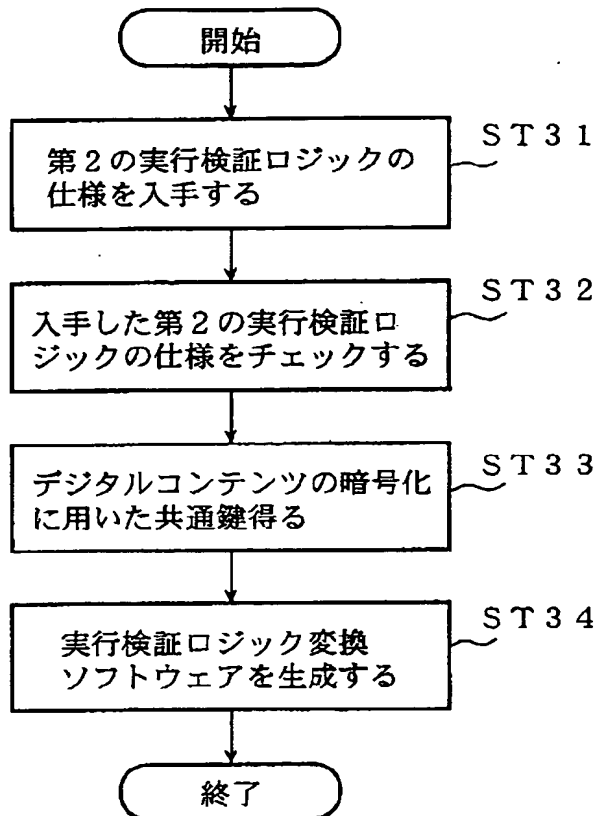 開始
ST31
第2の実行検証ロジックの
仕様を入手する
ST32
入手した第2の実行検証ロ
ジックの仕様をチェックする
ST33
デジタルコンテンツの暗号化
に用いた共通鍵得る
ST34
実行検証ロジック変換
ソフトウェアを生成する
終了